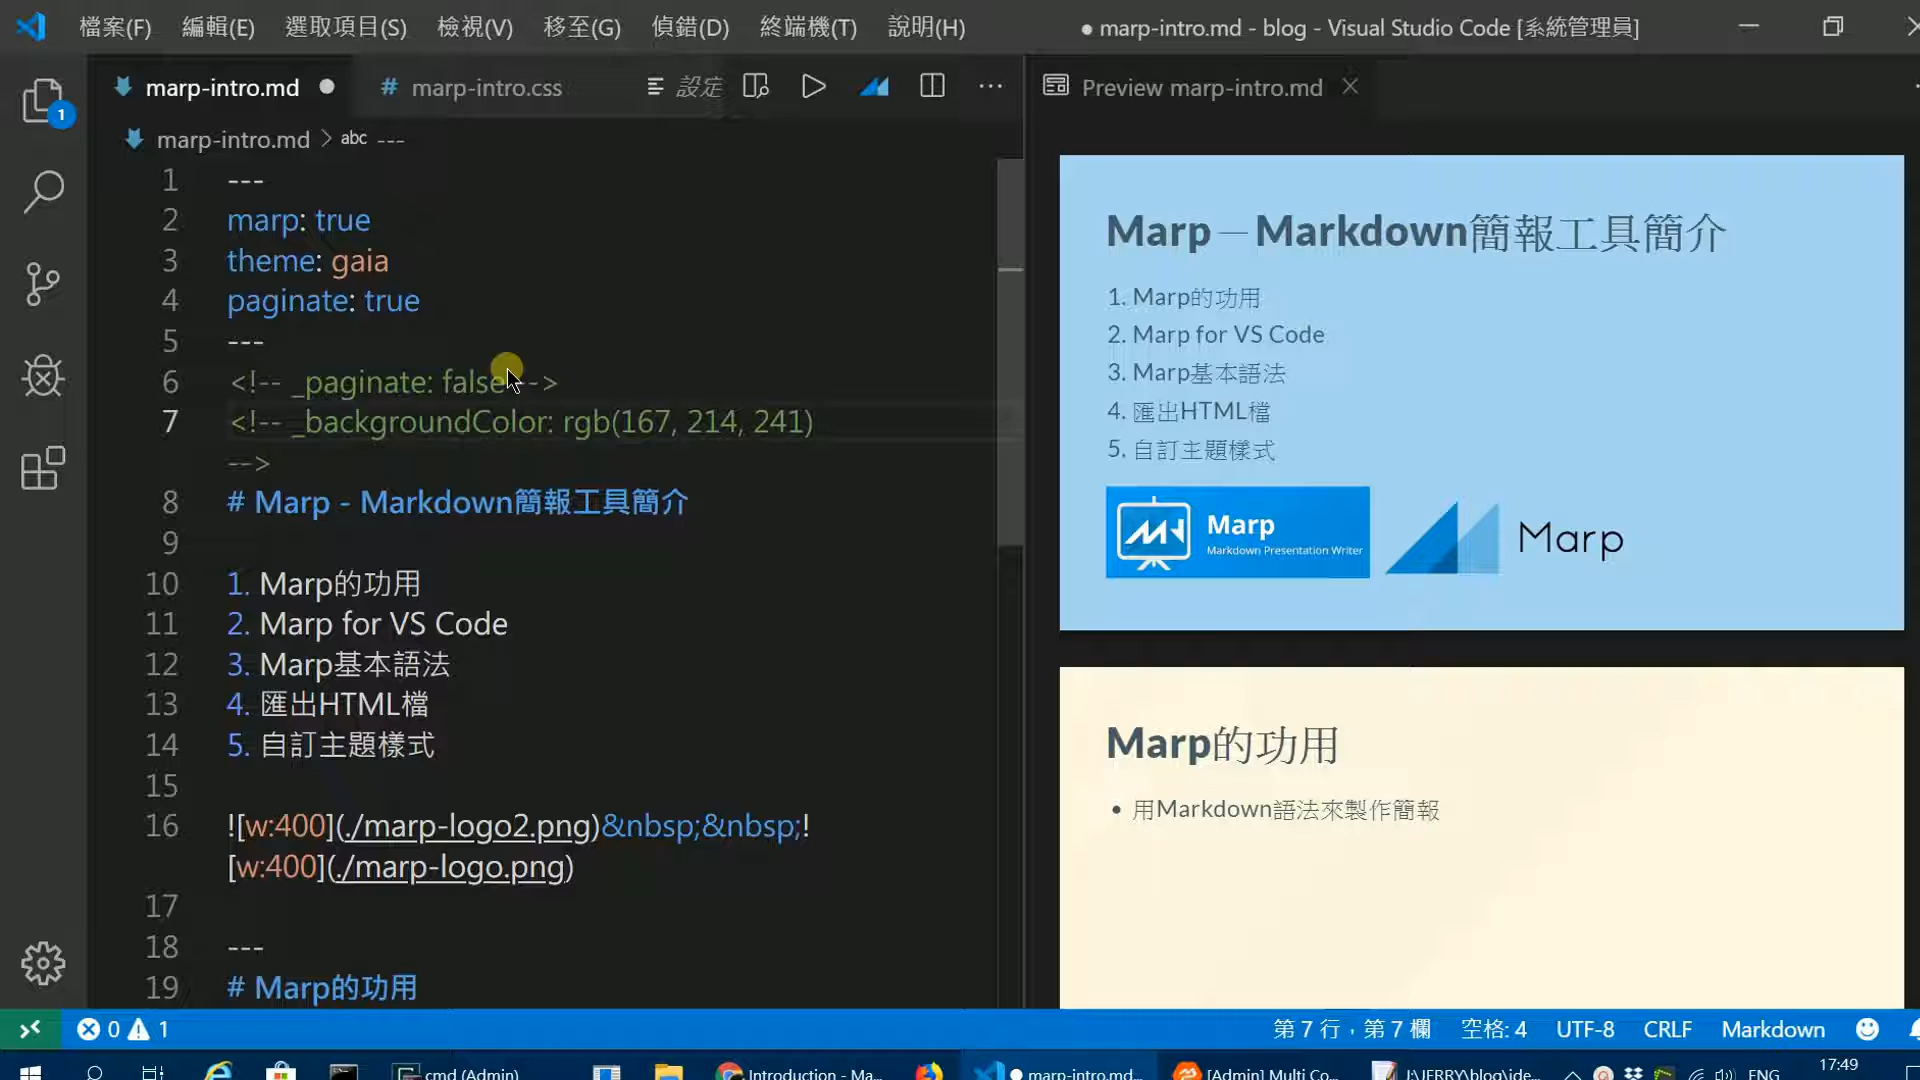 檔案(F) 編輯(E) 選取項目(S) 檢視(V) 移至(G) 偵錯(D) 終端機(T) 說明(H) ● marp-intro.md - blog - Visual Studio Code [系統管理員]
marp-intro.md # marp-intro.css 設定
Preview marp-intro.md
marp-intro.md > abc ---
1
1 ---
2 marp: true
3 theme: gaia
4 paginate: true
5 ---
6 <!-- _paginate: false -->
7 <!-- _backgroundColor: rgb(167, 214, 241)
-->
8 # Marp - Markdown簡報工具簡介
9
10 1. Marp的功用
11 2. Marp for VS Code
12 3. Marp基本語法
13 4. 匯出HTML檔
14 5. 自訂主題樣式
15
16 ![w:400](./marp-logo2.png)&nbsp;&nbsp;!
[w:400](./marp-logo.png)
17
18 ---
19 # Marp的功用
Marp－Markdown簡報工具簡介
1. Marp的功用
2. Marp for VS Code
3. Marp基本語法
4. 匯出HTML檔
5. 自訂主題樣式
Marp
Markdown Presentation Writer
Marp
Marp的功用
• 用Markdown語法來製作簡報
0 1 第 7 行，第 7 欄 空格: 4 UTF-8 CRLF Markdown
cmd (Admin) Introduction - Ma... ● marp-intro.md... [Admin] Multi Co... J:\JERRY\blog\ide... ENG 17:49